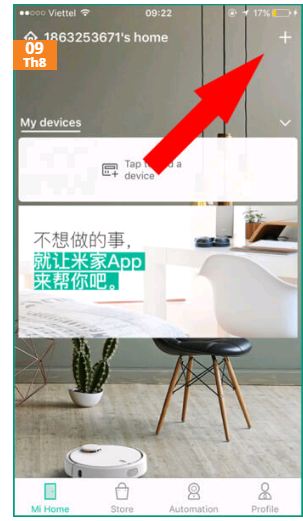 Viettel 09:22 17%
1863253671's home
09
Th8
My devices
Tap to a
device
不想做的事，
就让米家App
来帮你吧。
Mi Home Store Automation Profile